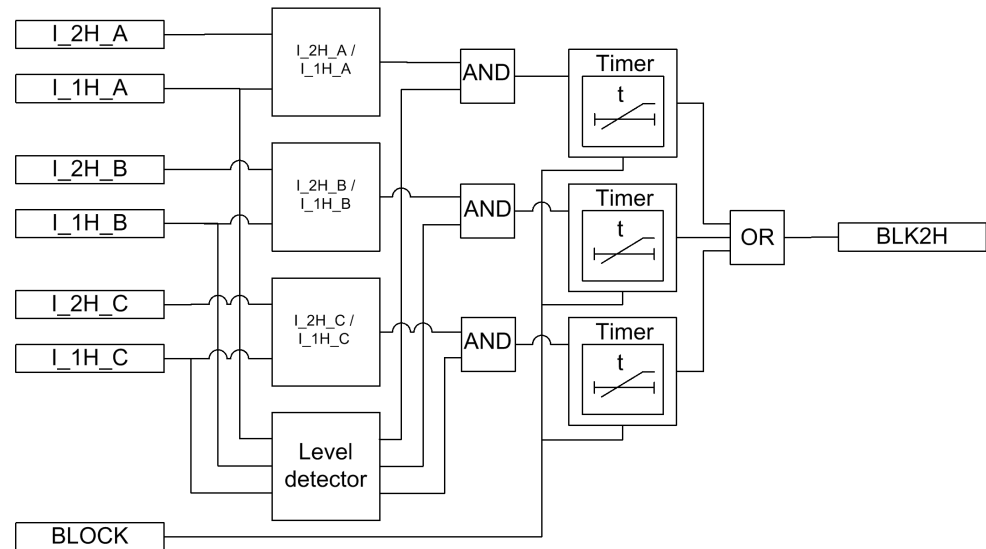 I_2H_A
I_1H_A
I_2H_A /
I_1H_A
AND
Timer
t
I_2H_B
I_1H_B
I_2H_B /
I_1H_B
AND
Timer
t
OR
BLK2H
I_2H_C
I_1H_C
I_2H_C /
I_1H_C
AND
Timer
t
Level
detector
BLOCK